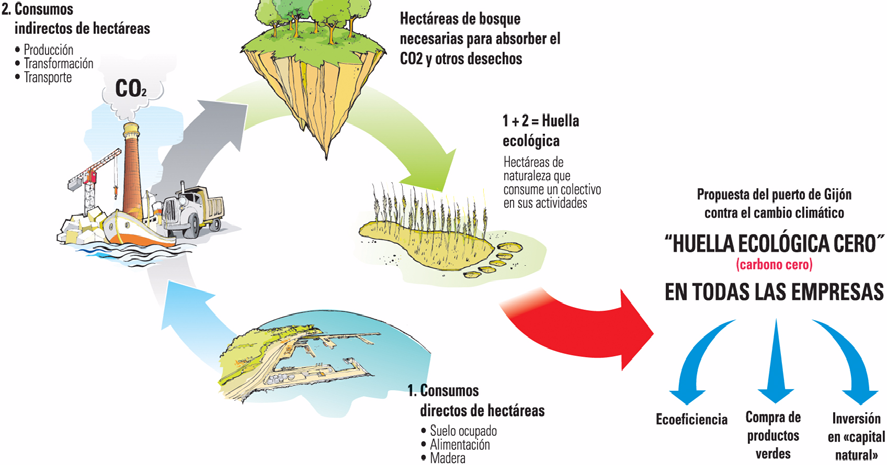 2. Consumos
indirectos de hectáreas
• Producción
• Transformación
• Transporte
CO₂
Hectáreas de bosque
necesarias para absorber el
CO2 y otros desechos
1 + 2 = Huella
ecológica
Hectáreas de
naturaleza que
consume un colectivo
en sus actividades
1. Consumos
directos de hectáreas
• Suelo ocupado
• Alimentación
• Madera
Propuesta del puerto de Gijón
contra el cambio climático
“HUELLA ECOLÓGICA CERO”
(carbono cero)
EN TODAS LAS EMPRESAS
Ecoeficiencia
Compra de
productos
verdes
Inversión
en «capital
natural»